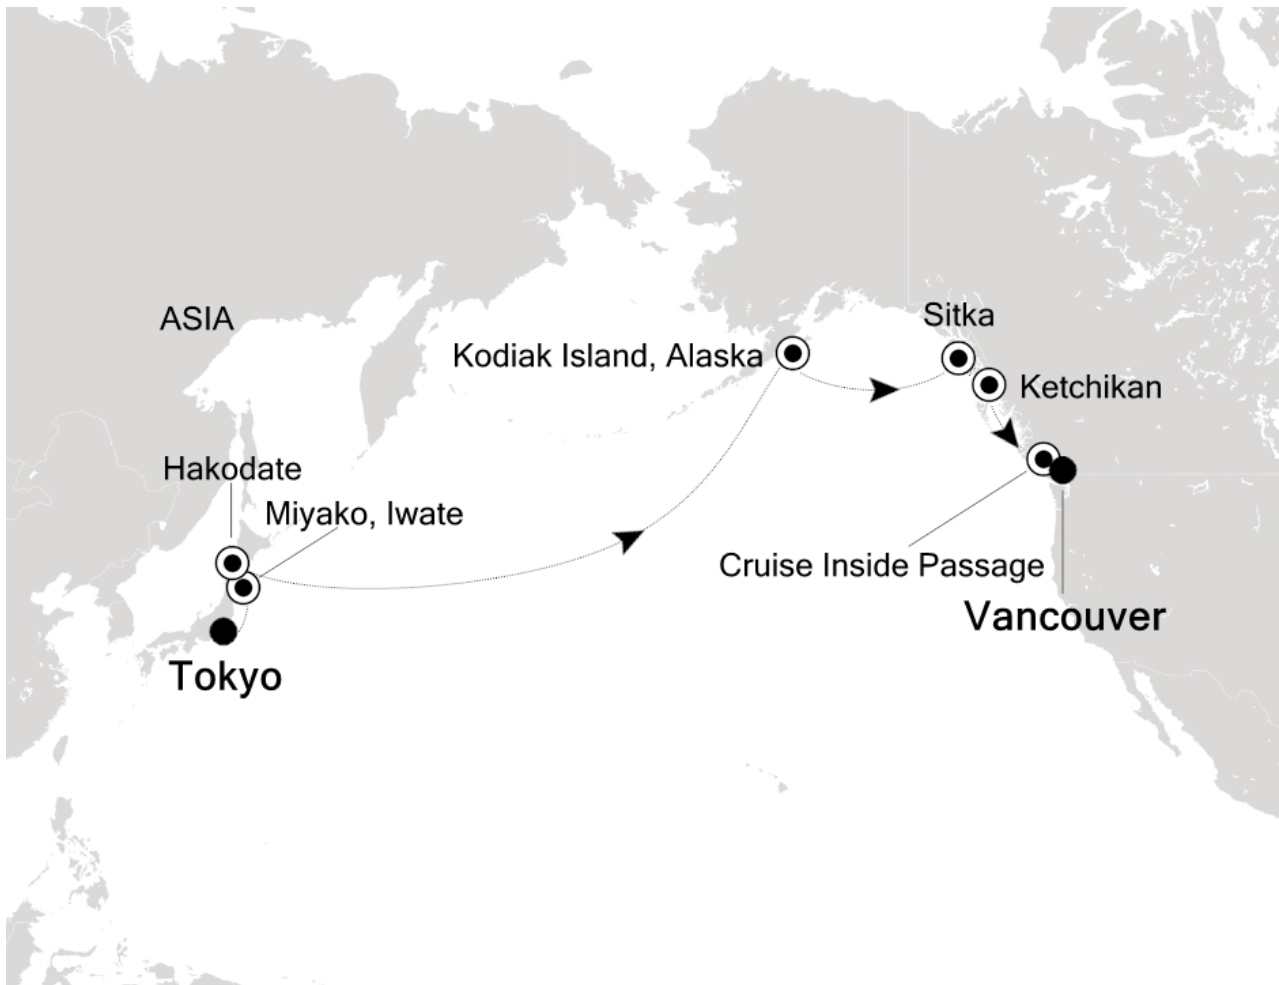 ASIA
Sitka
Kodiak Island, Alaska
Ketchikan
Hakodate
Miyako, Iwate
Cruise Inside Passage
Vancouver
Tokyo